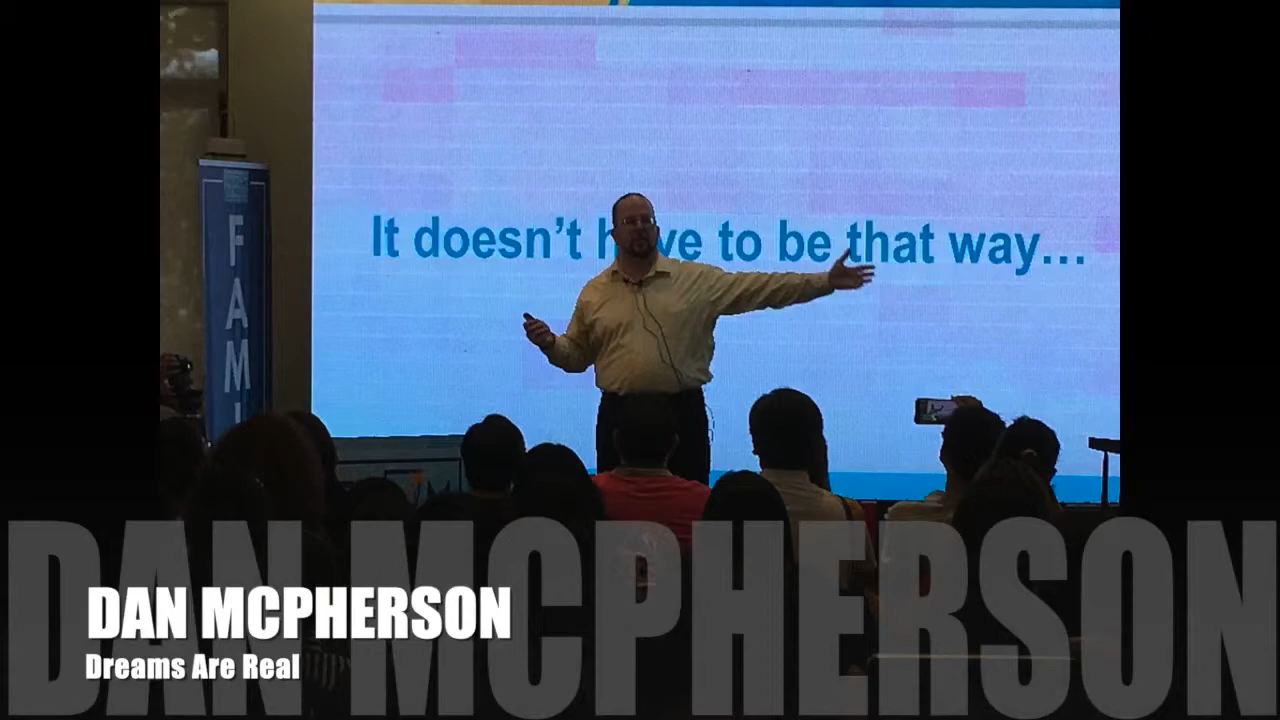 It doesn't have to be that way...
FAMI
DAN MCPHERSON
DAN MCPHERSON
Dreams Are Real